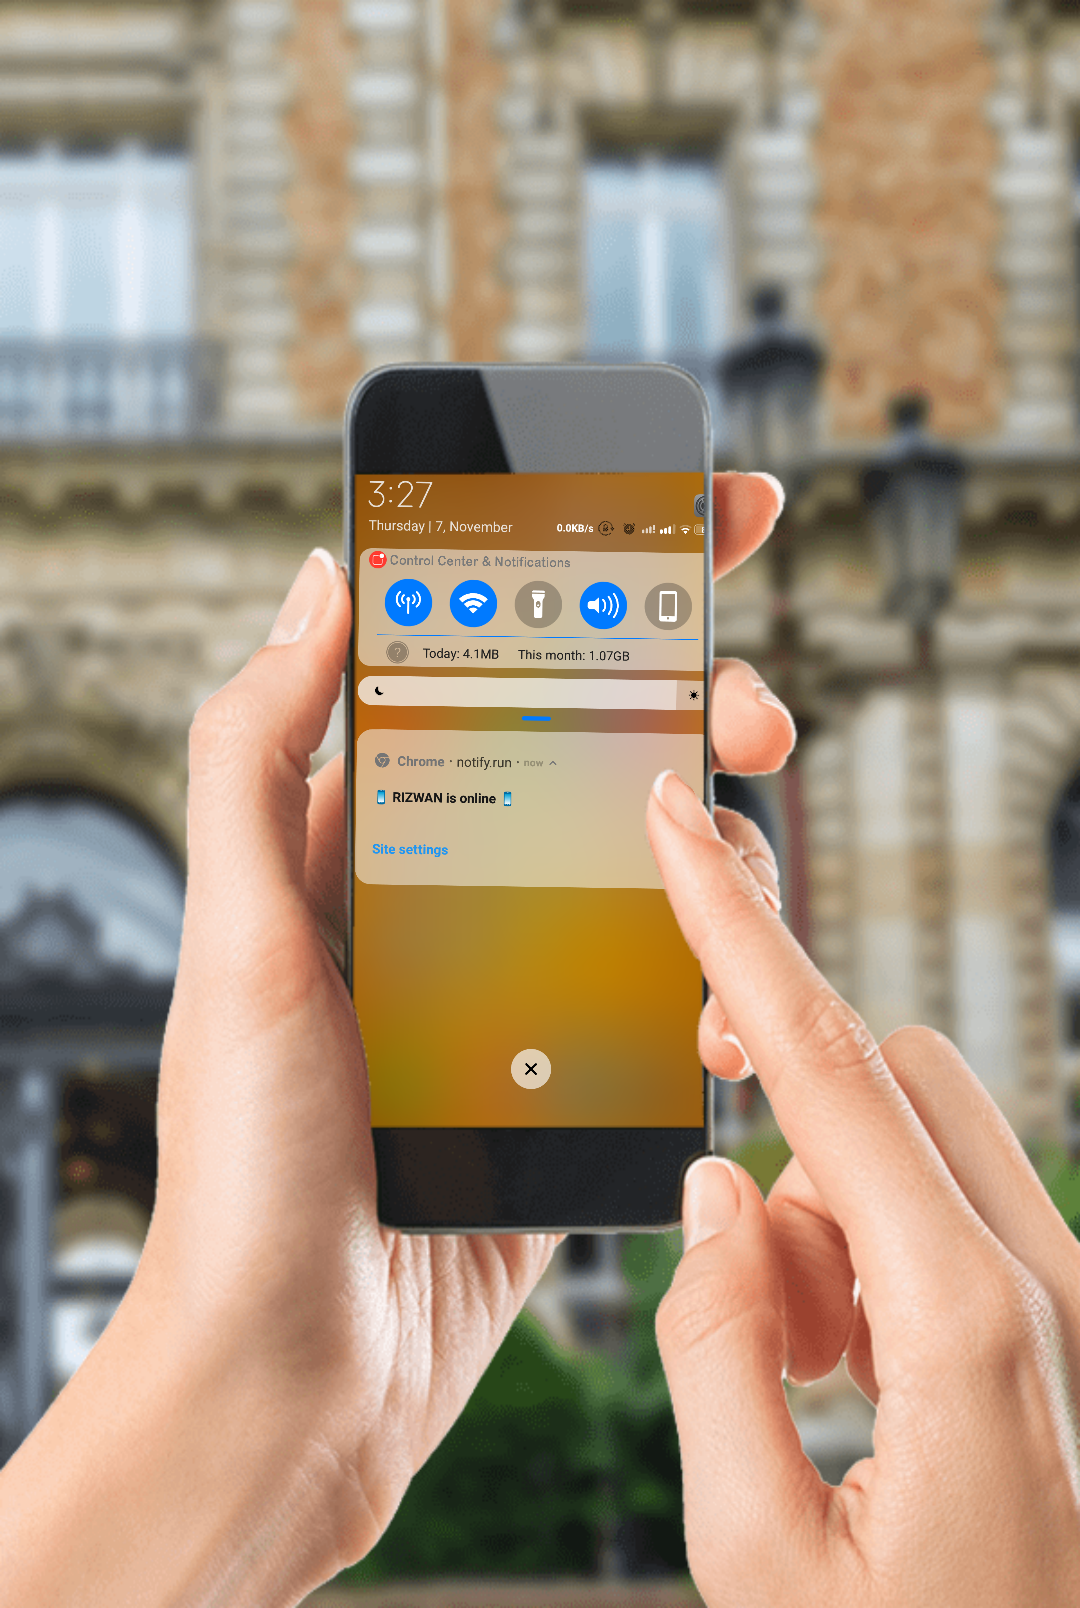 3:27
Thursday | 7, November 0.0KB/s
Control Center & Notifications
? Today: 4.1MB This month: 1.07GB
Chrome · notify.run · now
📱 RIZWAN is online 📱
Site settings